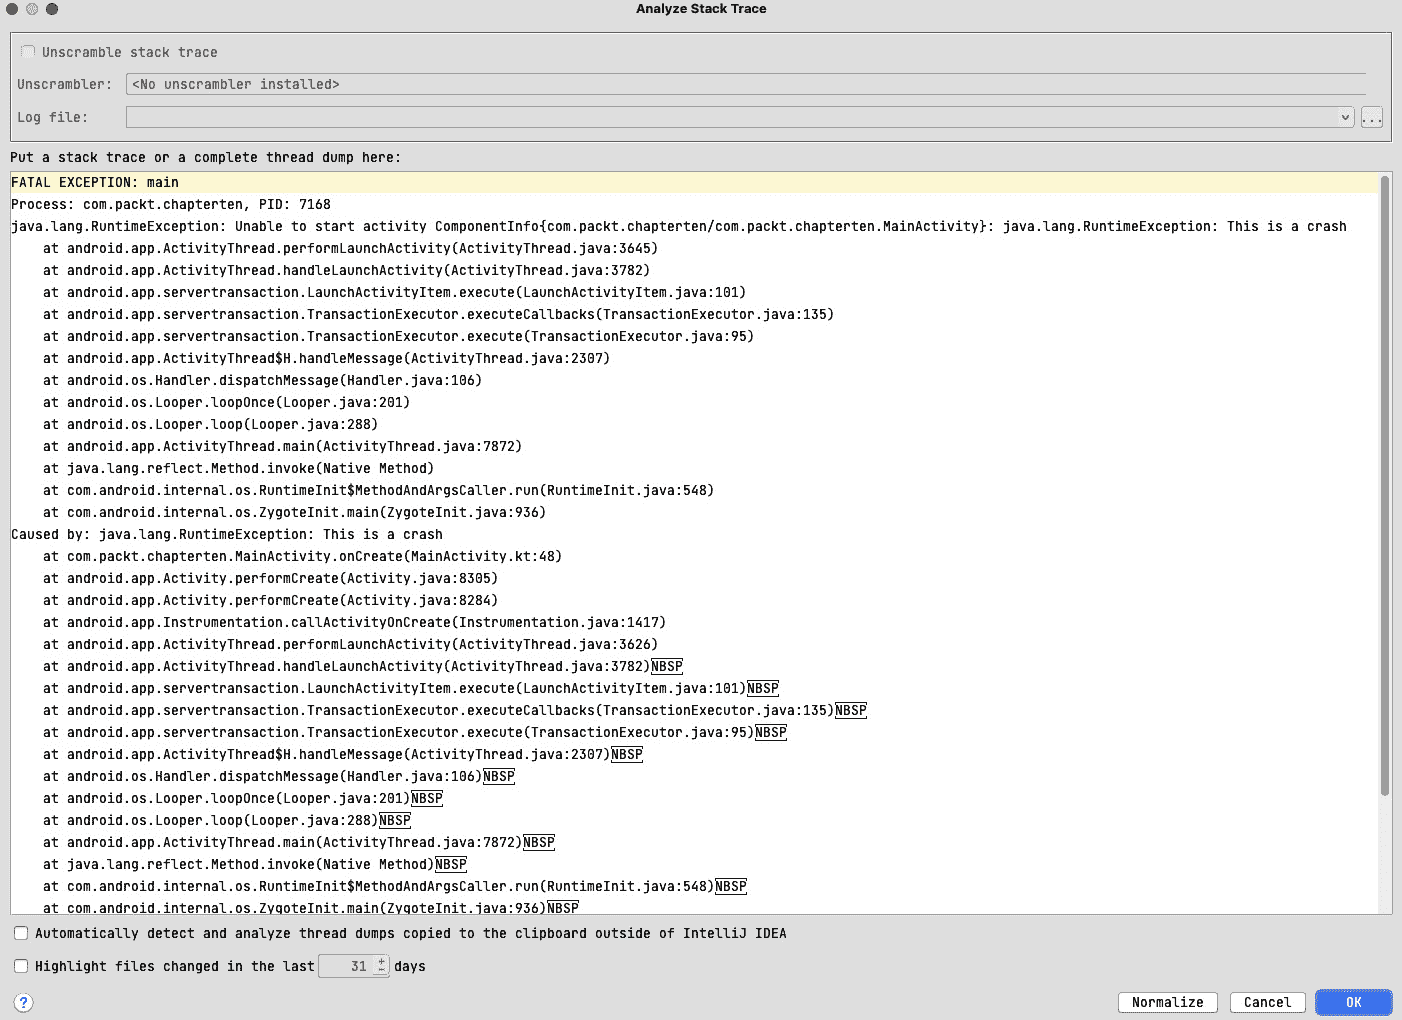 Analyze Stack Trace
Unscramble stack trace
Unscrambler: <No unscrambler installed>
Log file:
...
Put a stack trace or a complete thread dump here:
FATAL EXCEPTION: main
Process: com.packt.chapterten, PID: 7168
java.lang.RuntimeException: Unable to start activity ComponentInfo{com.packt.chapterten/com.packt.chapterten.MainActivity}: java.lang.RuntimeException: This is a crash
at android.app.ActivityThread.performLaunchActivity(ActivityThread.java:3645)
at android.app.ActivityThread.handleLaunchActivity(ActivityThread.java:3782)
at android.app.servertransaction.LaunchActivityItem.execute(LaunchActivityItem.java:101)
at android.app.servertransaction.TransactionExecutor.executeCallbacks(TransactionExecutor.java:135)
at android.app.servertransaction.TransactionExecutor.execute(TransactionExecutor.java:95)
at android.app.ActivityThread$H.handleMessage(ActivityThread.java:2307)
at android.os.Handler.dispatchMessage(Handler.java:106)
at android.os.Looper.loopOnce(Looper.java:201)
at android.os.Looper.loop(Looper.java:288)
at android.app.ActivityThread.main(ActivityThread.java:7872)
at java.lang.reflect.Method.invoke(Native Method)
at com.android.internal.os.RuntimeInit$MethodAndArgsCaller.run(RuntimeInit.java:548)
at com.android.internal.os.ZygoteInit.main(ZygoteInit.java:936)
Caused by: java.lang.RuntimeException: This is a crash
at com.packt.chapterten.MainActivity.onCreate(MainActivity.kt:48)
at android.app.Activity.performCreate(Activity.java:8305)
at android.app.Activity.performCreate(Activity.java:8284)
at android.app.Instrumentation.callActivityOnCreate(Instrumentation.java:1417)
at android.app.ActivityThread.performLaunchActivity(ActivityThread.java:3626)
at android.app.ActivityThread.handleLaunchActivity(ActivityThread.java:3782)NBSP
at android.app.servertransaction.LaunchActivityItem.execute(LaunchActivityItem.java:101)NBSP
at android.app.servertransaction.TransactionExecutor.executeCallbacks(TransactionExecutor.java:135)NBSP
at android.app.servertransaction.TransactionExecutor.execute(TransactionExecutor.java:95)NBSP
at android.app.ActivityThread$H.handleMessage(ActivityThread.java:2307)NBSP
at android.os.Handler.dispatchMessage(Handler.java:106)NBSP
at android.os.Looper.loopOnce(Looper.java:201)NBSP
at android.os.Looper.loop(Looper.java:288)NBSP
at android.app.ActivityThread.main(ActivityThread.java:7872)NBSP
at java.lang.reflect.Method.invoke(Native Method)NBSP
at com.android.internal.os.RuntimeInit$MethodAndArgsCaller.run(RuntimeInit.java:548)NBSP
at com.android.internal.os.ZygoteInit.main(ZygoteInit.java:936)NBSP
Automatically detect and analyze thread dumps copied to the clipboard outside of IntelliJ IDEA
Highlight files changed in the last 31 days
? Normalize Cancel OK